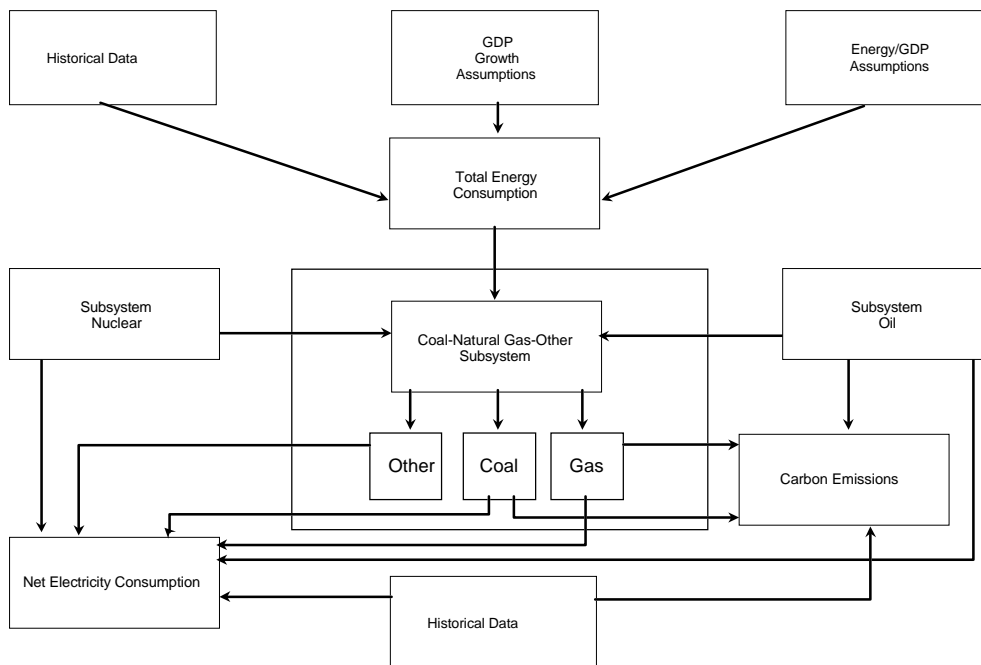 Historical Data
GDP
Growth
Assumptions
Energy/GDP
Assumptions
Total Energy
Consumption
Subsystem
Nuclear
Coal-Natural Gas-Other
Subsystem
Subsystem
Oil
Other
Coal
Gas
Carbon Emissions
Net Electricity Consumption
Historical Data